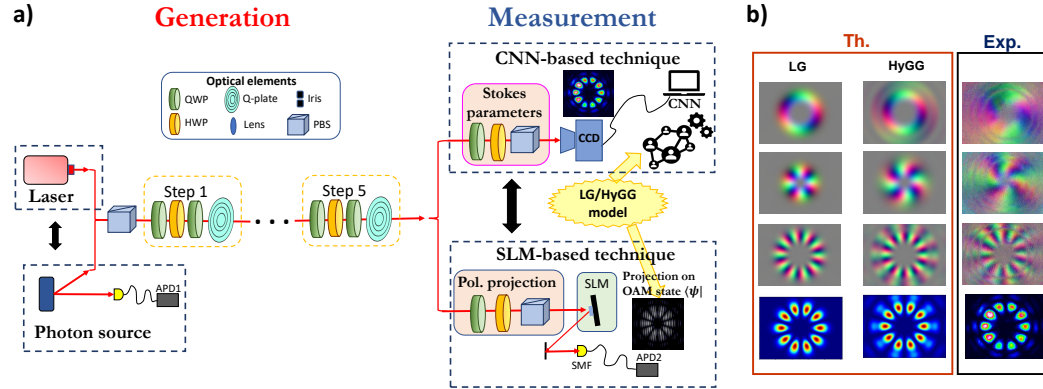 a)
Generation
Measurement
Optical elements
QWP
Q-plate
Iris
HWP
Lens
PBS
Laser
Step 1
Step 5
Photon source
APD1
CNN-based technique
Stokes
parameters
CCD
CNN
LG/HyGG
model
SLM-based technique
Pol. projection
SLM
Projection on
OAM state ⟨ψ|
SMF
APD2
b)
Th.
Exp.
LG
HyGG